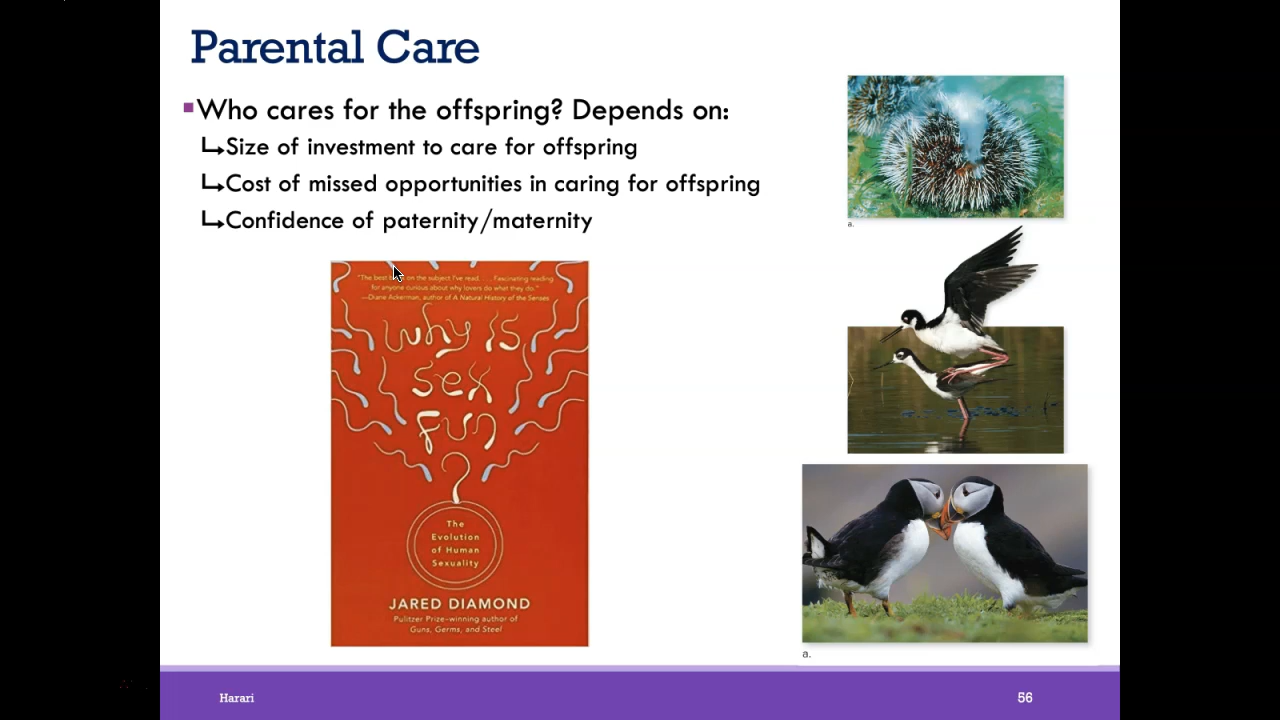 Parental Care
Who cares for the offspring? Depends on:
Size of investment to care for offspring
Cost of missed opportunities in caring for offspring
Confidence of paternity/maternity
"The best on the subject I've read. . . . Fascinating reading
for anyone curious about why lovers do what they do."
—Diane Ackerman, author of A Natural History of the Senses
why is
sex
fun
?
The
Evolution
of Human
Sexuality
JARED DIAMOND
Pulitzer Prize-winning author of
Guns, Germs, and Steel
a.
a.
Harari
56